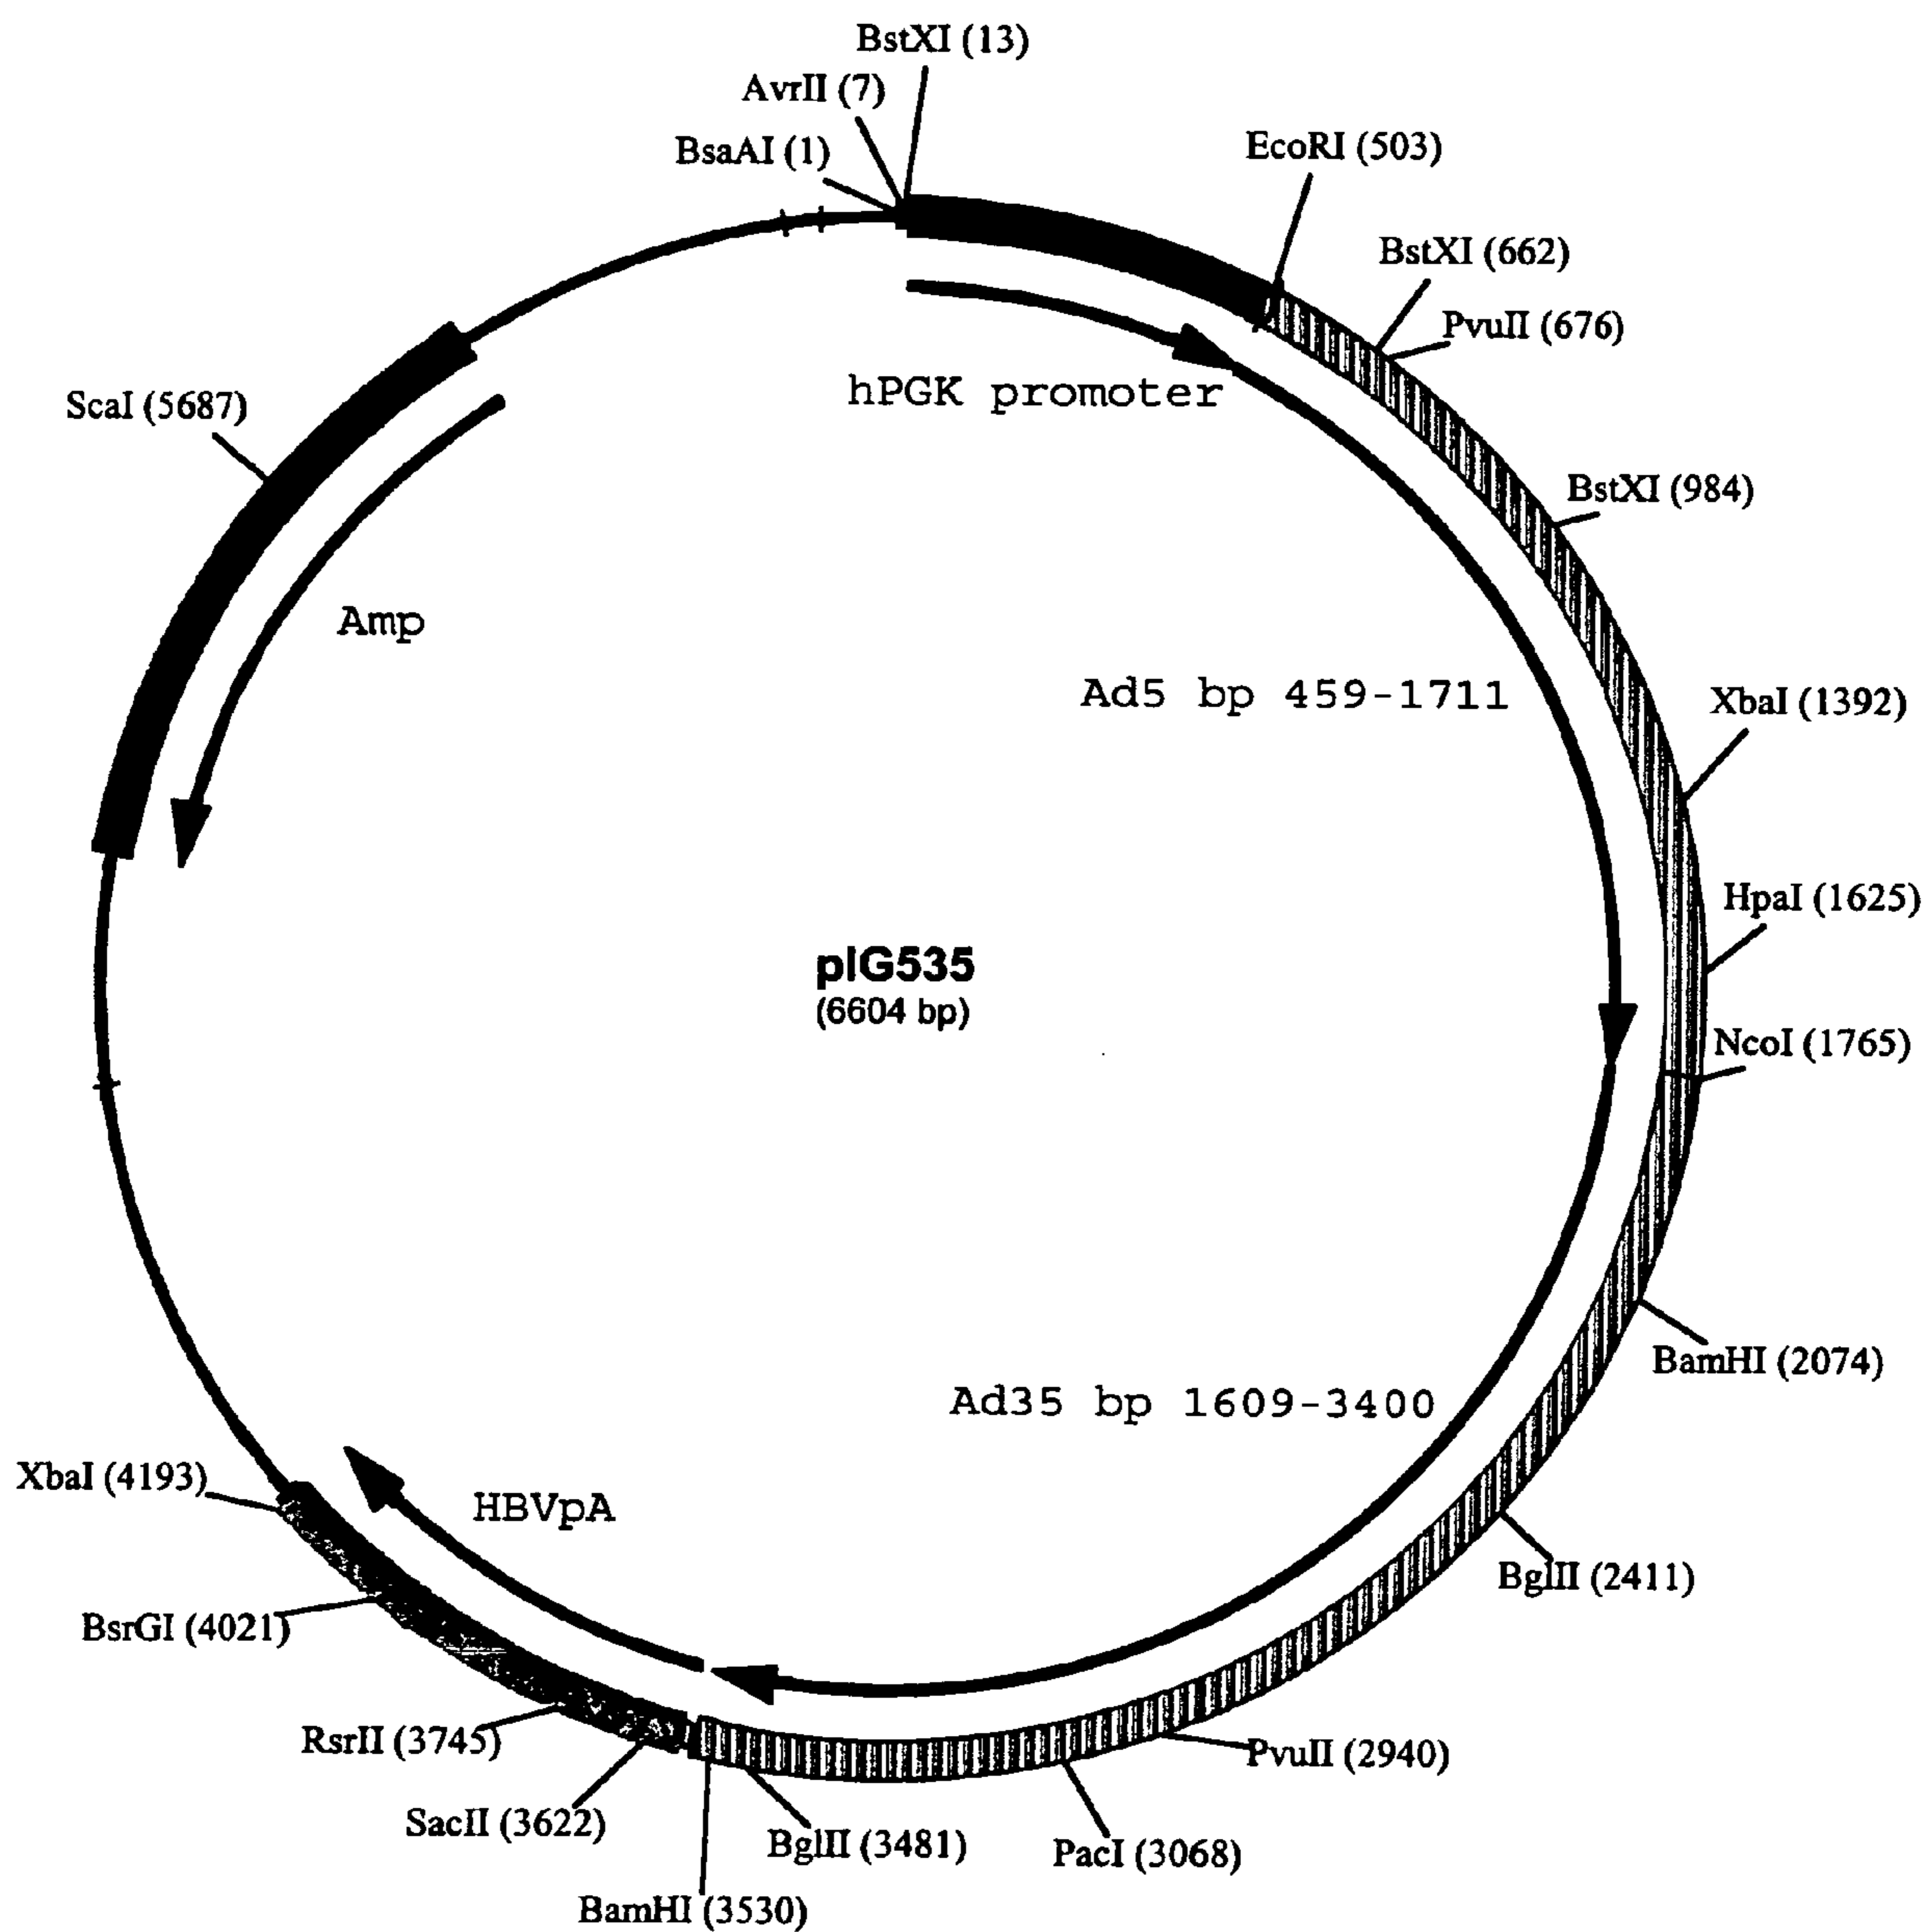 BstXI (13)
AvrII (7)
BsaAI (1)
EcoRI (503)
BstXI (662)
PvuII (676)
hPGK promoter
ScaI (5687)
BstXI (984)
Amp
Ad5 bp 459-1711
XbaI (1392)
HpaI (1625)
pIG535
(6604 bp)
NcoI (1765)
BamHI (2074)
Ad35 bp 1609-3400
XbaI (4193)
HBVpA
BglII (2411)
BsrGI (4021)
RsrII (3745)
PvuII (2940)
SacII (3622)
BglII (3481)
PacI (3068)
BamHI (3530)